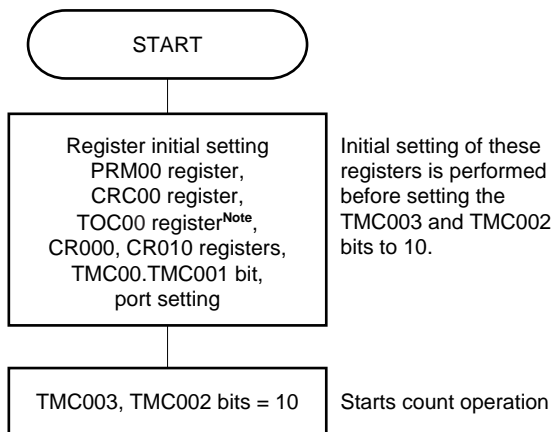 START
Register initial setting
PRM00 register,
CRC00 register,
TOC00 registerNote,
CR000, CR010 registers,
TMC00.TMC001 bit,
port setting
Initial setting of these
registers is performed
before setting the
TMC003 and TMC002
bits to 10.
TMC003, TMC002 bits = 10
Starts count operation